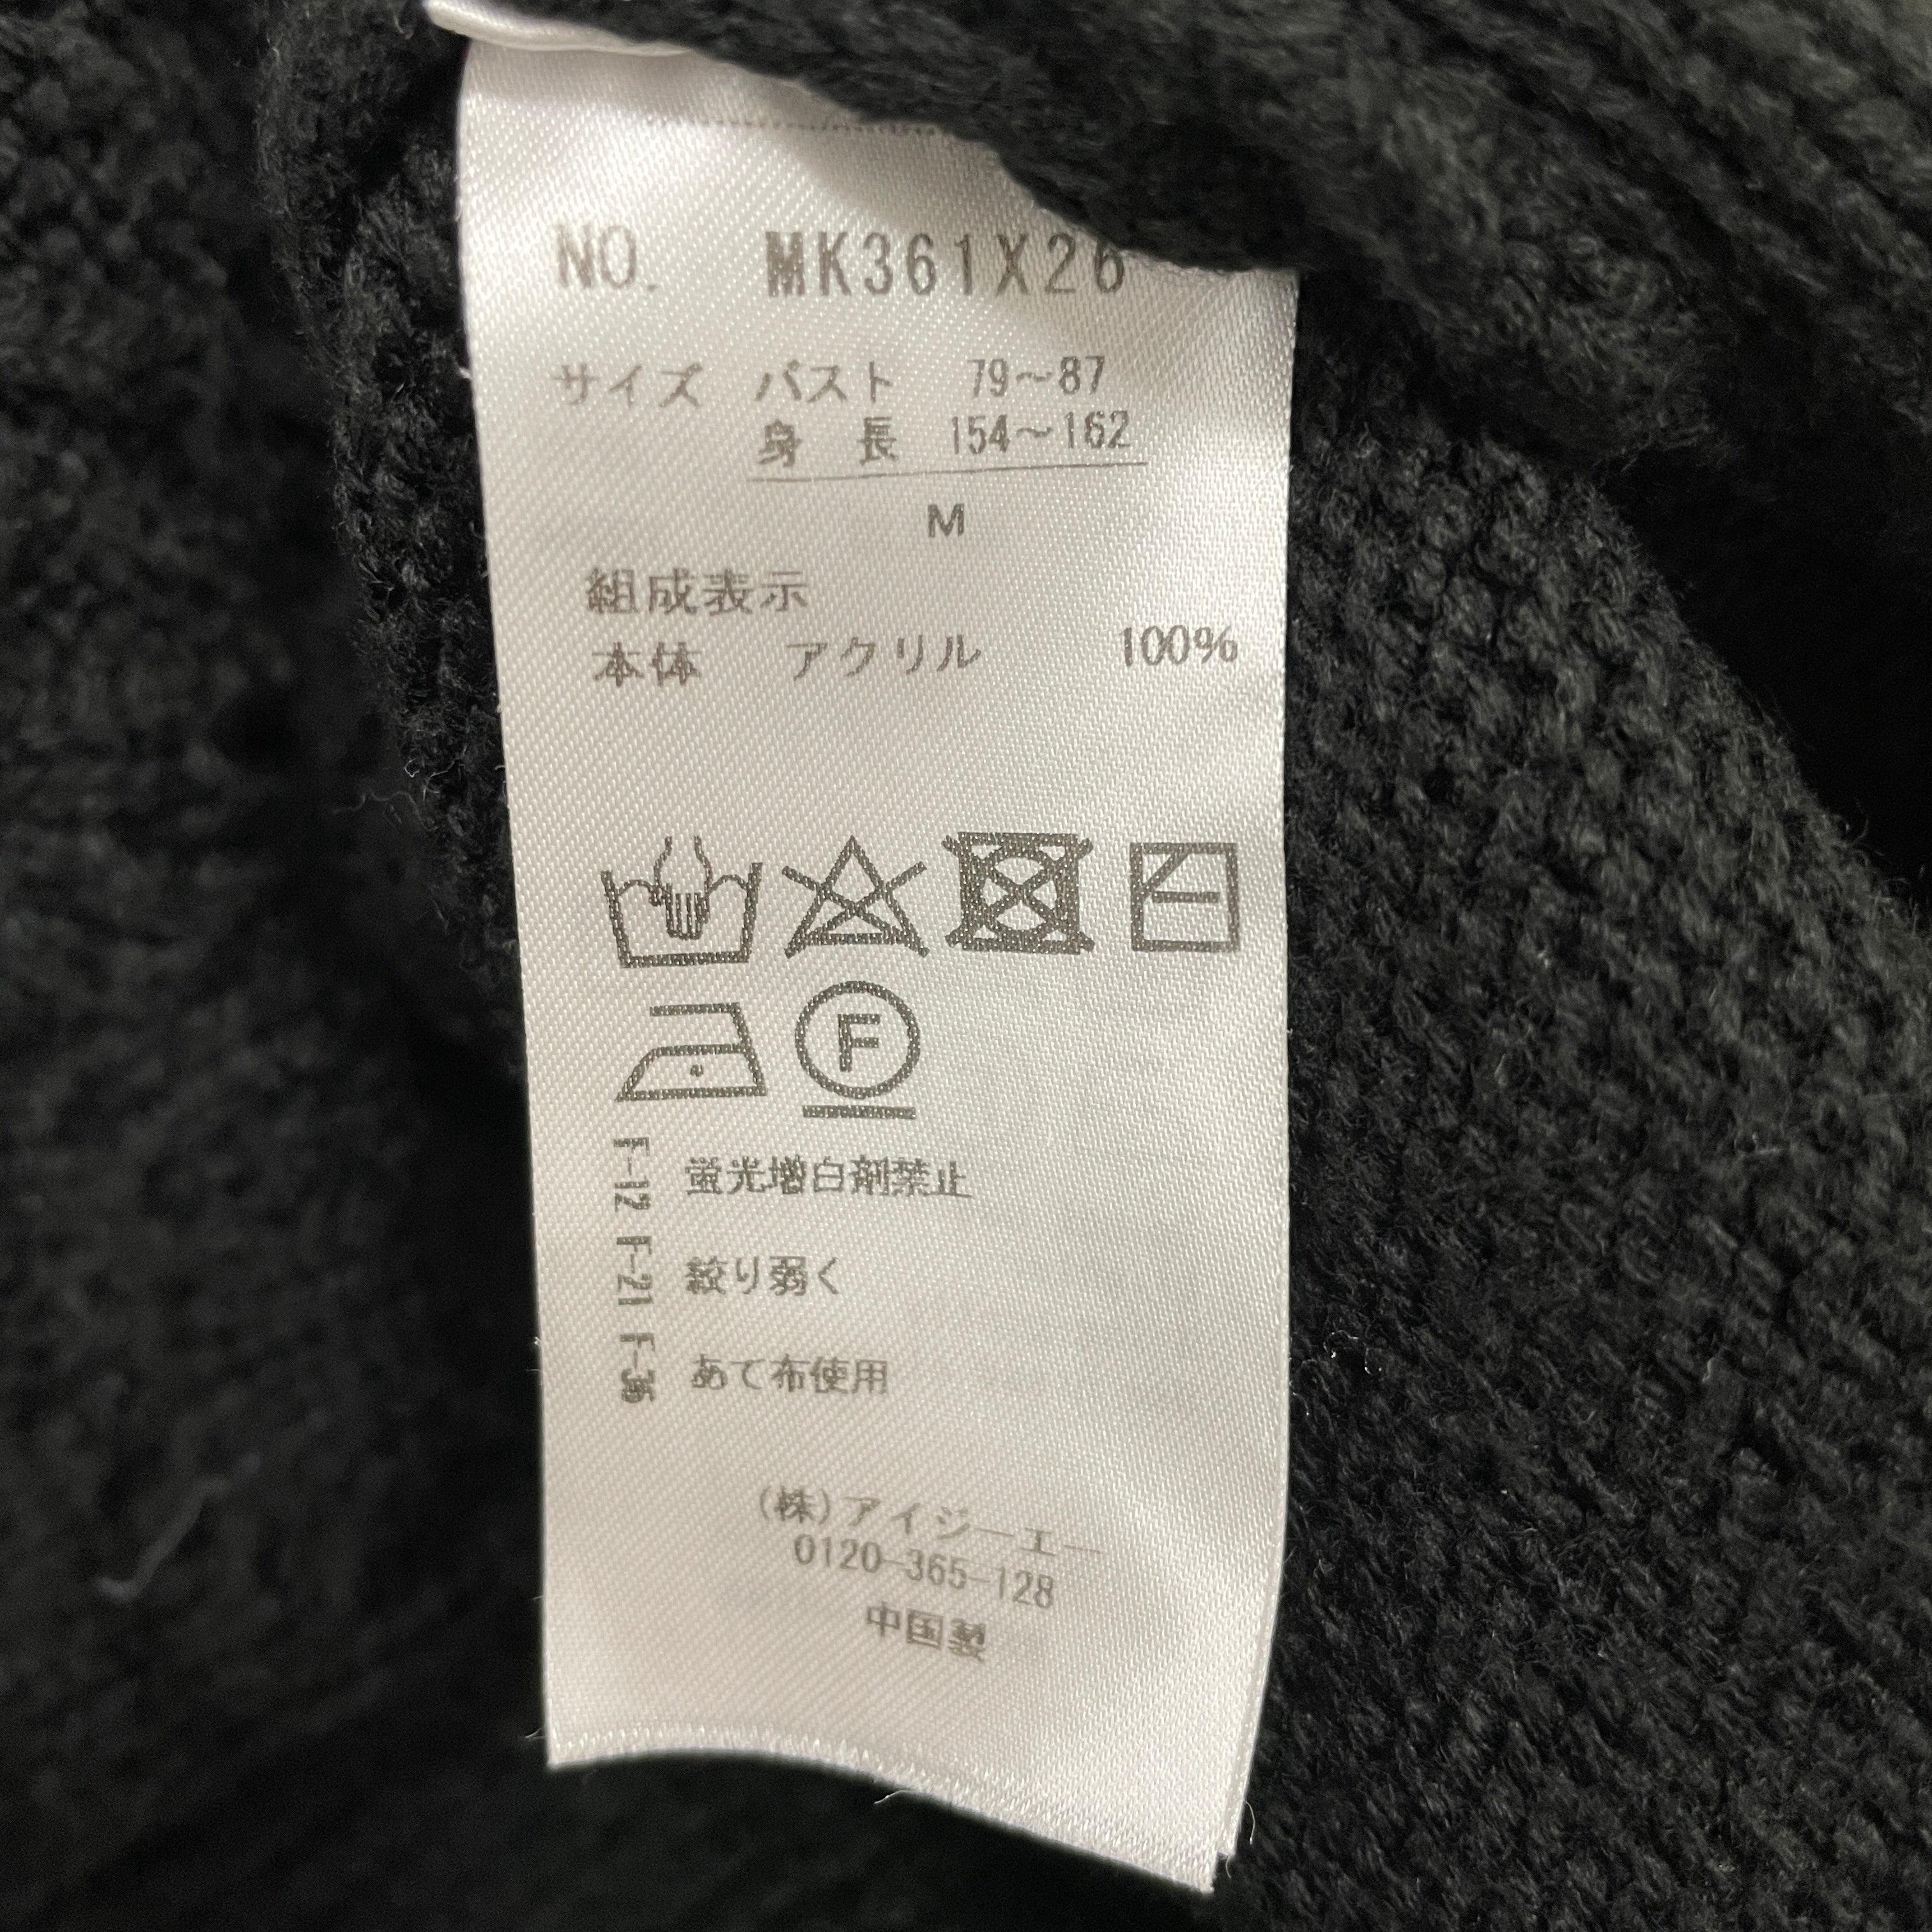 NO. MK361X26
サイズ バスト 79～87
身 長 154～162
M
組成表示
本体 アクリル 100%
F
F-12 蛍光増白剤禁止
F-21 絞り弱く
F-36 あて布使用
(株)アイジーエー
0120-365-128
中国製